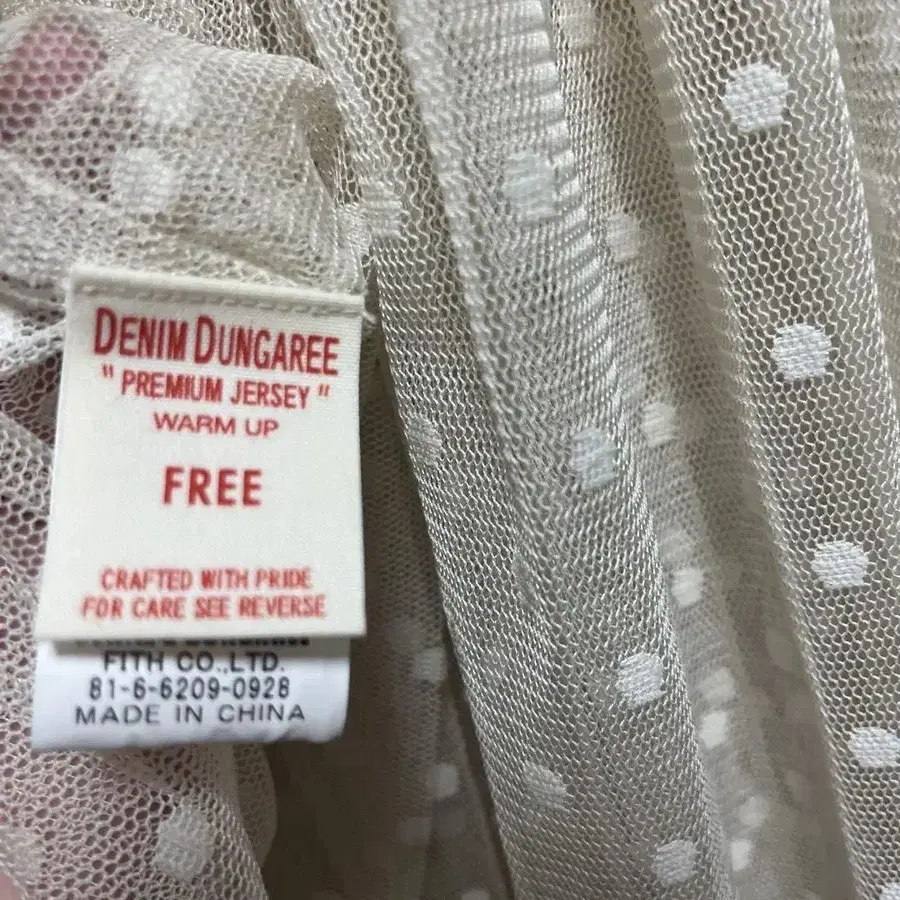 DENIM DUNGAREE
"PREMIUM JERSEY"
WARM UP
FREE
CRAFTED WITH PRIDE
FOR CARE SEE REVERSE
FITH CO.,LTD.
81-6-6209-0928
MADE IN CHINA